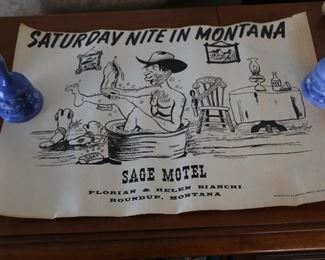 SATURDAY NITE IN MONTANA
SAGE MOTEL
FLORIAN & HELEN BIANCHI
ROUNDUP, MONTANA